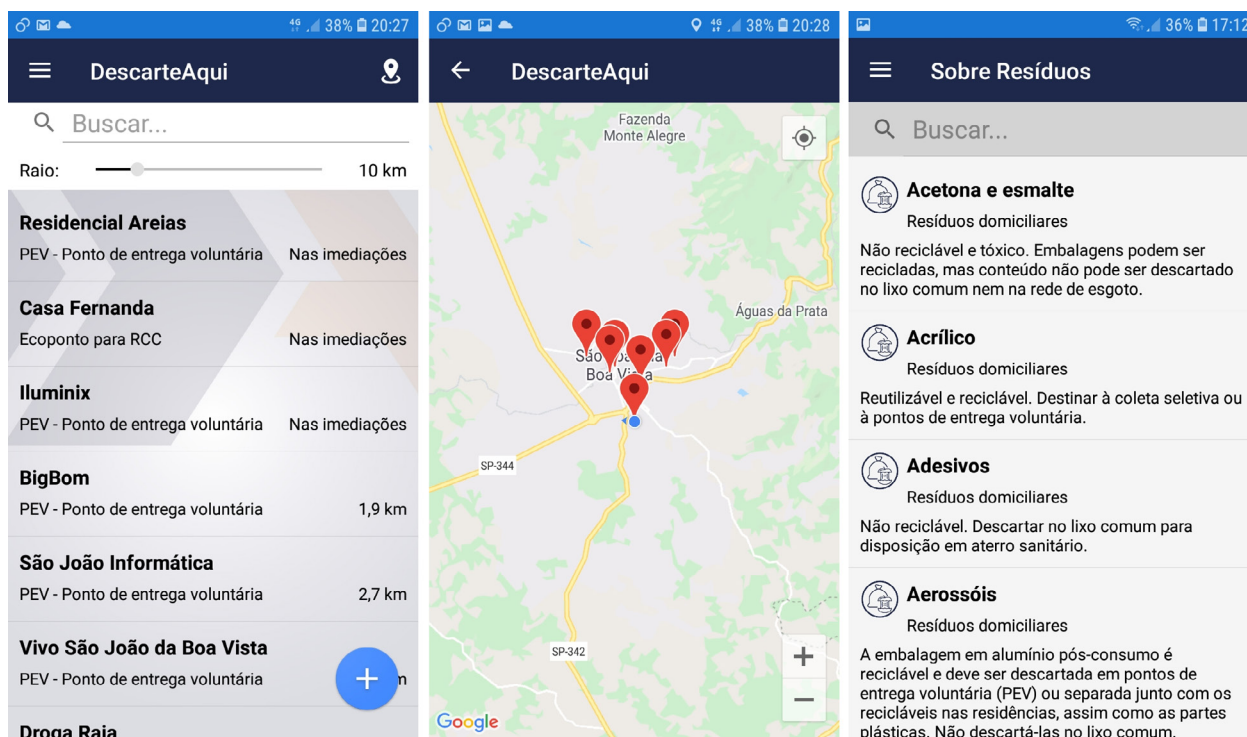 4G 38% 20:27
DescarteAqui
Buscar...
Raio: 10 km
Residencial Areias
PEV - Ponto de entrega voluntária Nas imediações
Casa Fernanda
Ecoponto para RCC Nas imediações
Iluminix
PEV - Ponto de entrega voluntária Nas imediações
BigBom
PEV - Ponto de entrega voluntária 1,9 km
São João Informática
PEV - Ponto de entrega voluntária 2,7 km
Vivo São João da Boa Vista
PEV - Ponto de entrega voluntária
Droga Raia
4G 38% 20:28
DescarteAqui
Fazenda
Monte Alegre
Águas da Prata
Boa Vista
SP-344
SP-342
Google
36% 17:12
Sobre Resíduos
Buscar...
Acetona e esmalte
Resíduos domiciliares
Não reciclável e tóxico. Embalagens podem ser
recicladas, mas conteúdo não pode ser descartado
no lixo comum nem na rede de esgoto.
Acrílico
Resíduos domiciliares
Reutilizável e reciclável. Destinar à coleta seletiva ou
à pontos de entrega voluntária.
Adesivos
Resíduos domiciliares
Não reciclável. Descartar no lixo comum para
disposição em aterro sanitário.
Aerossóis
Resíduos domiciliares
A embalagem em alumínio pós-consumo é
reciclável e deve ser descartada em pontos de
entrega voluntária (PEV) ou separada junto com os
recicláveis nas residências, assim como as partes
plásticas. Não descartá-las no lixo comum.